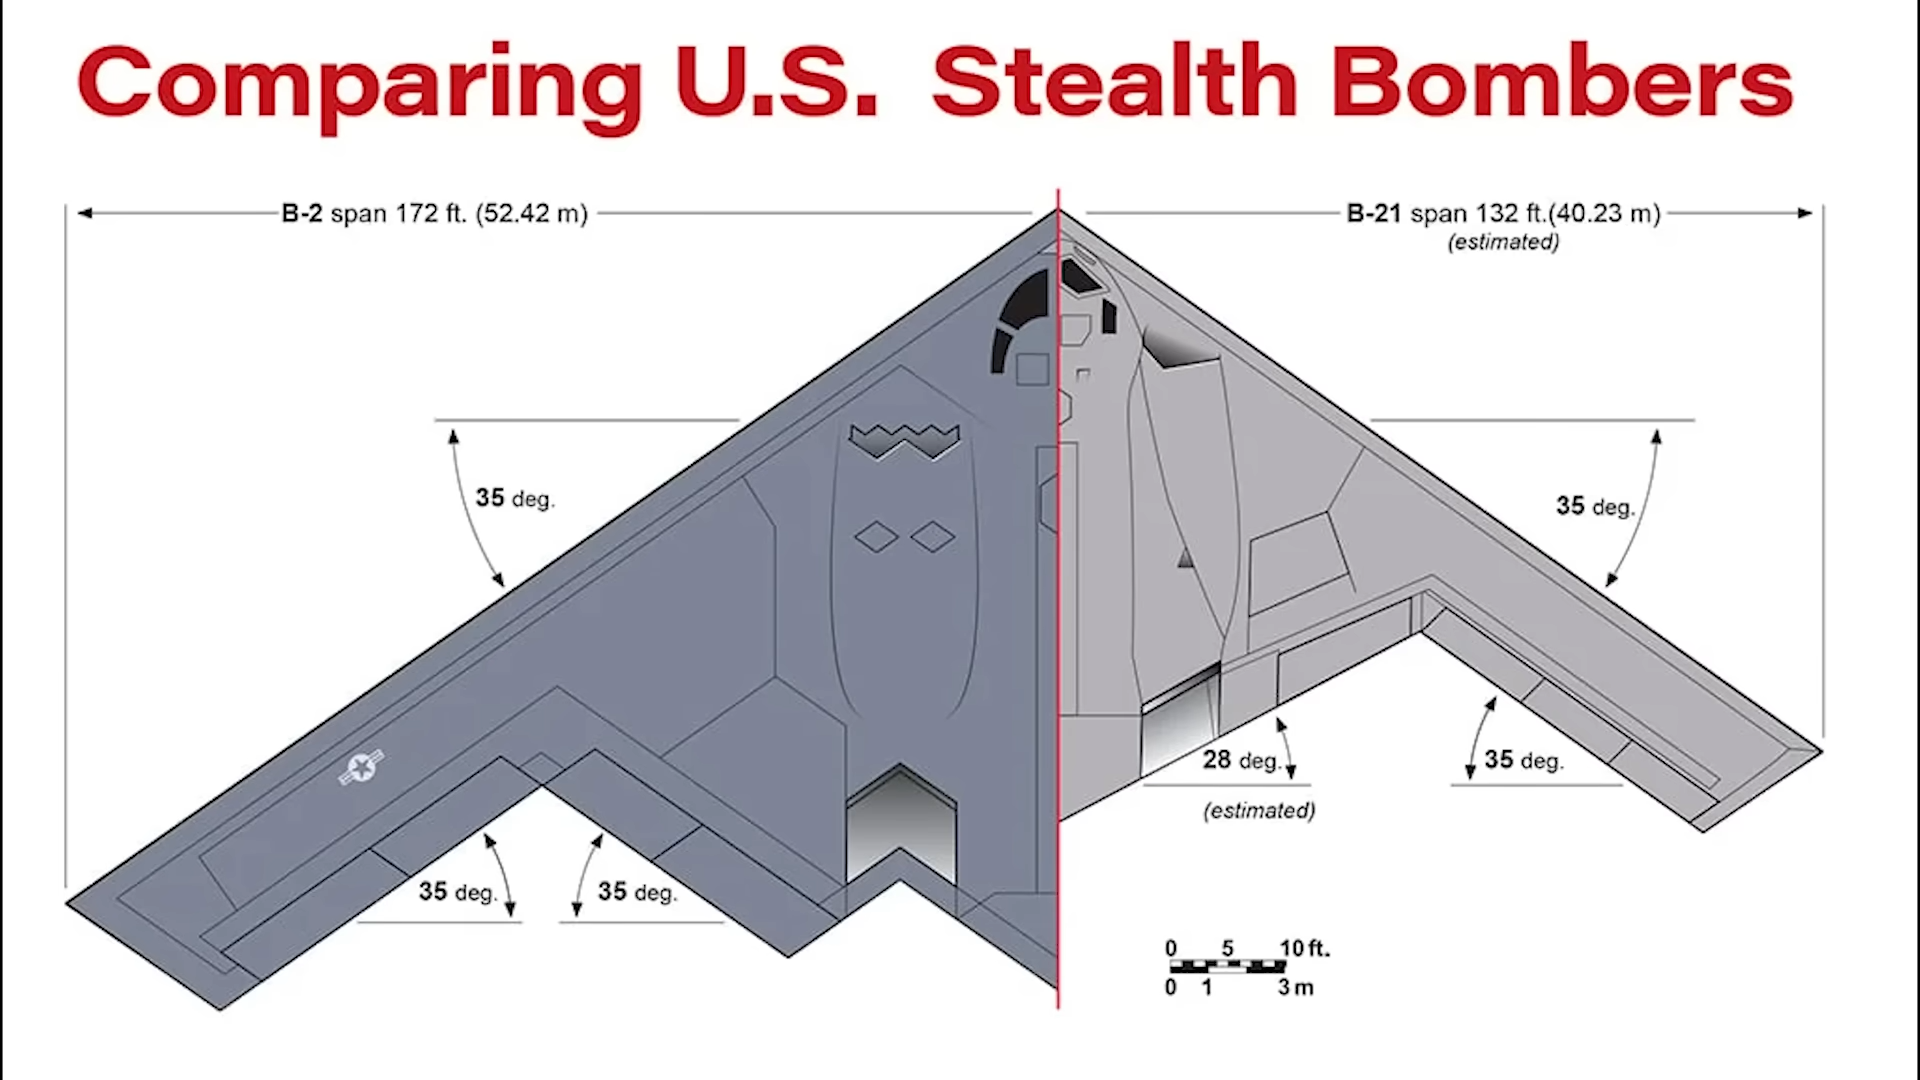 Comparing U.S. Stealth Bombers
B-2 span 172 ft. (52.42 m)
B-21 span 132 ft.(40.23 m)
(estimated)
35 deg.
35 deg.
28 deg.
(estimated)
35 deg.
35 deg.
35 deg.
0 5 10 ft.
0 1 3 m